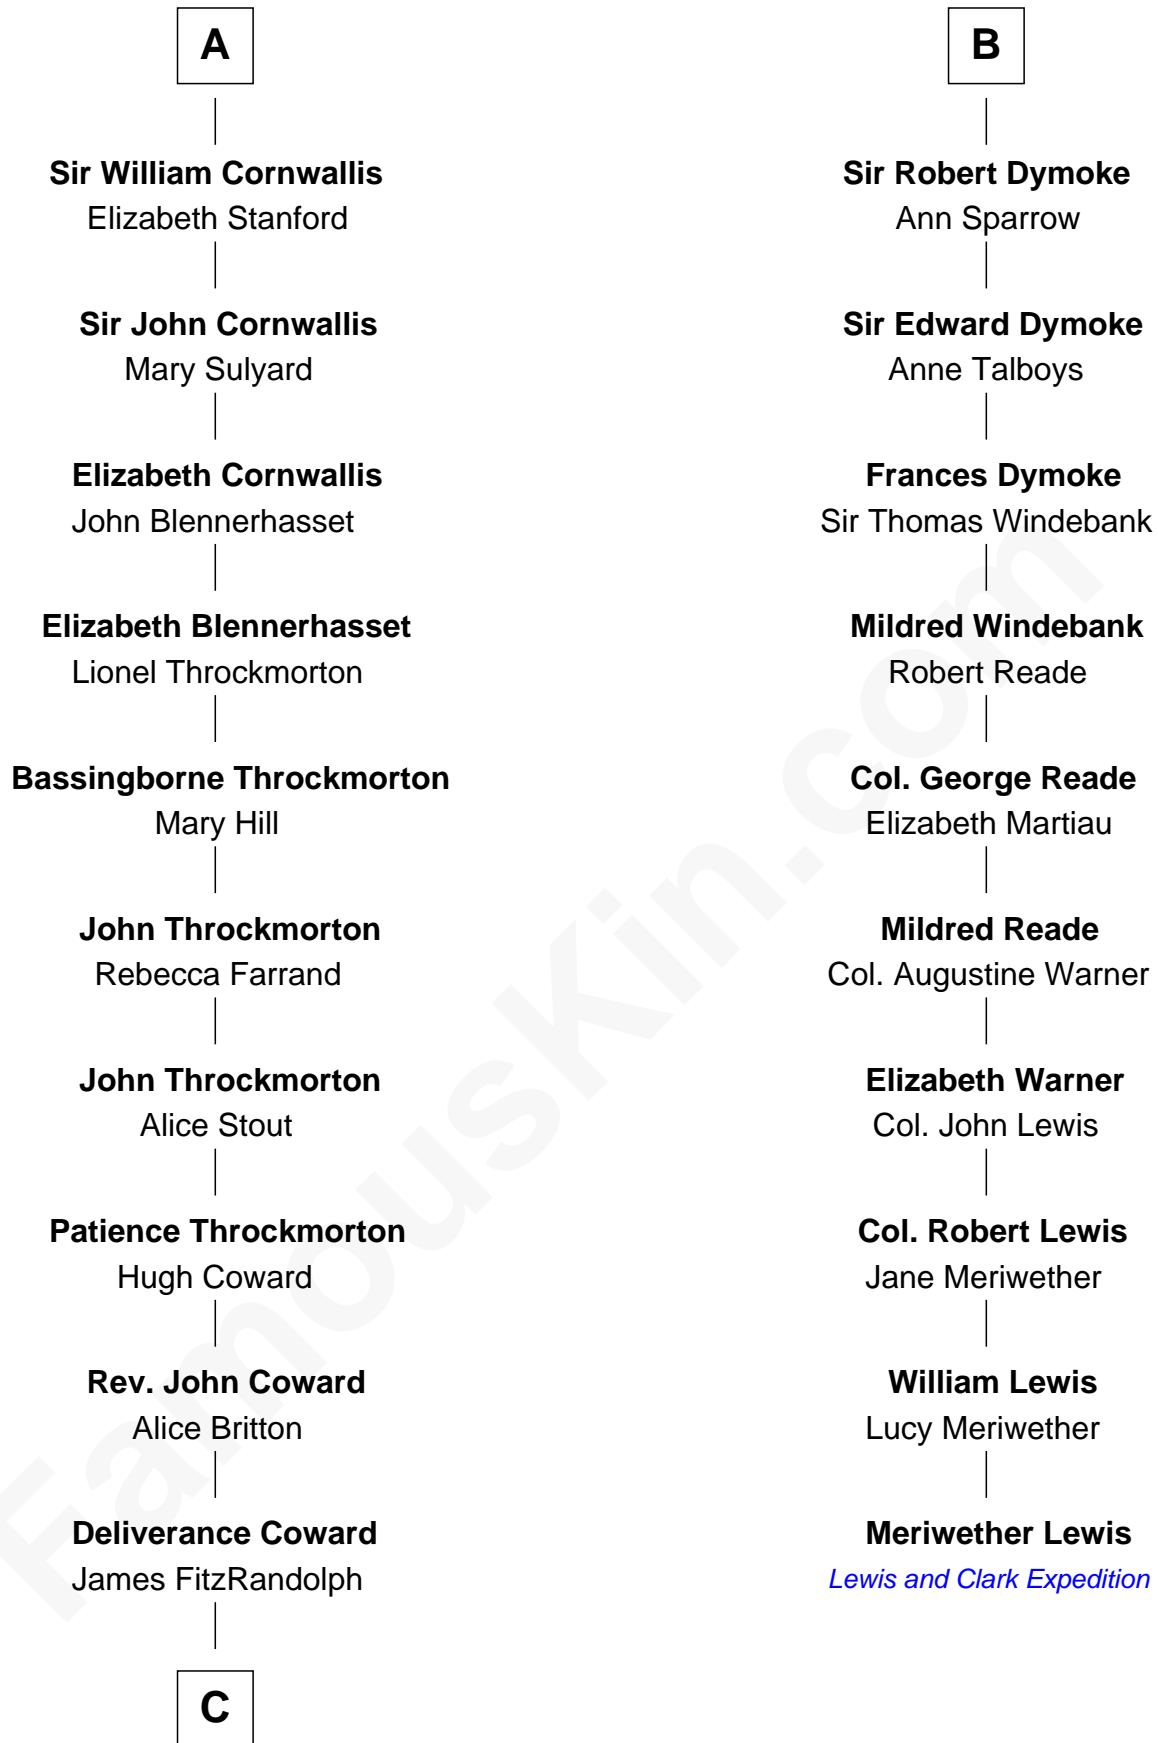 A
Sir William Cornwallis
Elizabeth Stanford
Sir John Cornwallis
Mary Sulyard
Elizabeth Cornwallis
John Blennerhasset
Elizabeth Blennerhasset
Lionel Throckmorton
Bassingborne Throckmorton
Mary Hill
John Throckmorton
Rebecca Farrand
John Throckmorton
Alice Stout
Patience Throckmorton
Hugh Coward
Rev. John Coward
Alice Britton
Deliverance Coward
James FitzRandolph
C
B
Sir Robert Dymoke
Ann Sparrow
Sir Edward Dymoke
Anne Talboys
Frances Dymoke
Sir Thomas Windebank
Mildred Windebank
Robert Reade
Col. George Reade
Elizabeth Martiau
Mildred Reade
Col. Augustine Warner
Elizabeth Warner
Col. John Lewis
Col. Robert Lewis
Jane Meriwether
William Lewis
Lucy Meriwether
Meriwether Lewis
Lewis and Clark Expedition
FamousKin.com